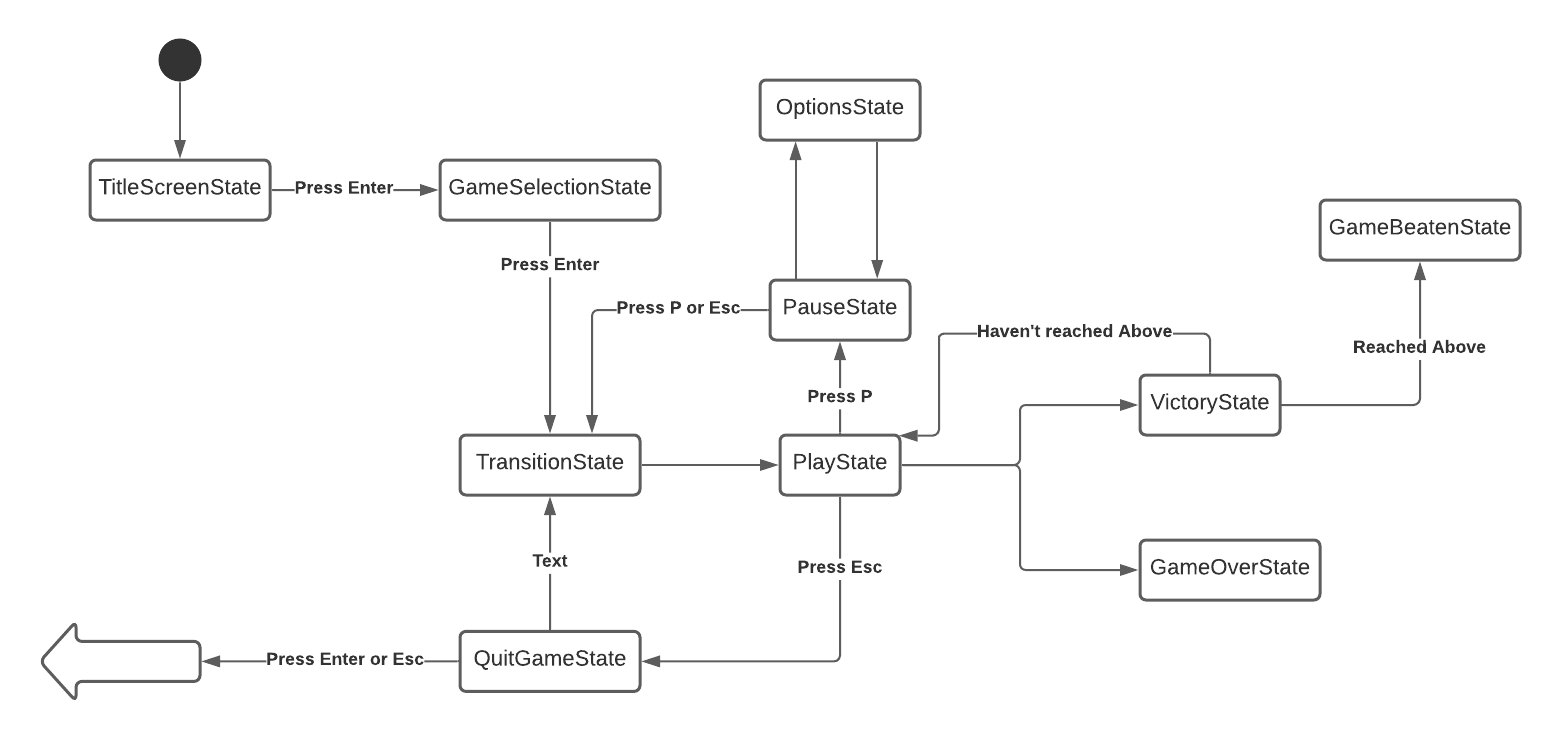 OptionsState
TitleScreenState
Press Enter
GameSelectionState
GameBeatenState
Press Enter
Press P or Esc
PauseState
Haven't reached Above
Reached Above
Press P
VictoryState
TransitionState
PlayState
Text
Press Esc
GameOverState
Press Enter or Esc
QuitGameState